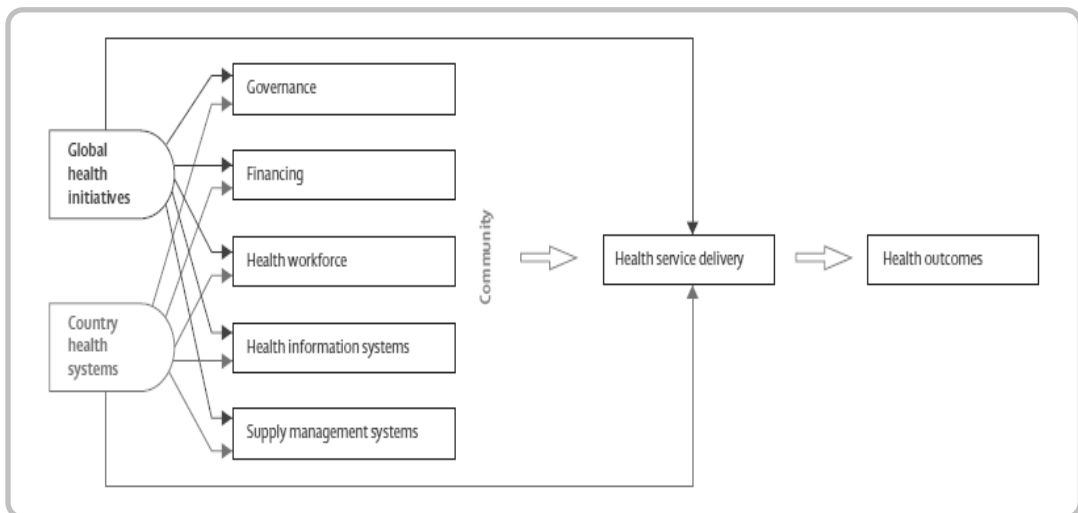 Governance
Global
health
initiatives
Financing
Health workforce
Community
Health service delivery
Health outcomes
Country
health
systems
Health information systems
Supply management systems